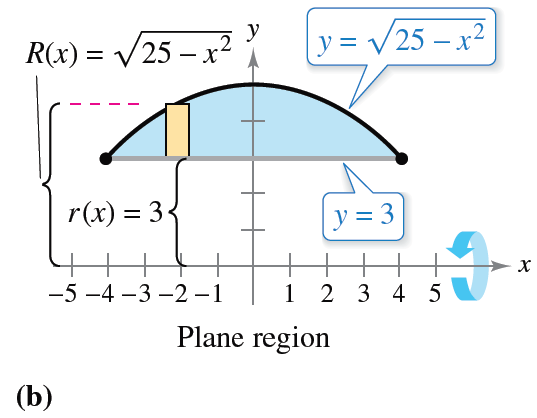 y
R(x) = √25 – x²
y = √25 – x²
r(x) = 3
y = 3
x
–5 –4 –3 –2 –1 1 2 3 4 5
Plane region
(b)